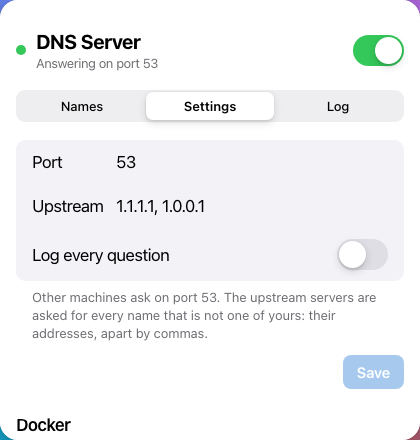 DNS Server
Answering on port 53
Names Settings Log
Port 53
Upstream 1.1.1.1, 1.0.0.1
Log every question
Other machines ask on port 53. The upstream servers are
asked for every name that is not one of yours: their
addresses, apart by commas.
Save
Docker